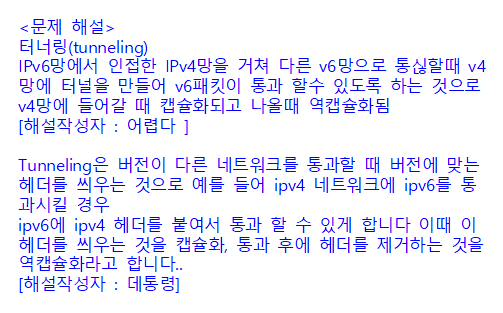 <문제 해설>
터너링(tunneling)
IPv6망에서 인접한 IPv4망을 거쳐 다른 v6망으로 통싢할때 v4
망에 터널을 만들어 v6패킷이 통과 할수 있도록 하는 것으로
v4망에 들어갈 때 캡슐화되고 나올때 역캡슐화됨
[해설작성자 : 어렵다 ]
Tunneling은 버전이 다른 네트워크를 통과할 때 버전에 맞는
헤더를 씌우는 것으로 예를 들어 ipv4 네트워크에 ipv6를 통
과시킬 경우
ipv6에 ipv4 헤더를 붙여서 통과 할 수 있게 합니다 이때 이
헤더를 씌우는 것을 캡슐화, 통과 후에 헤더를 제거하는 것을
역캡슐화라고 합니다..
[해설작성자 : 데통령]